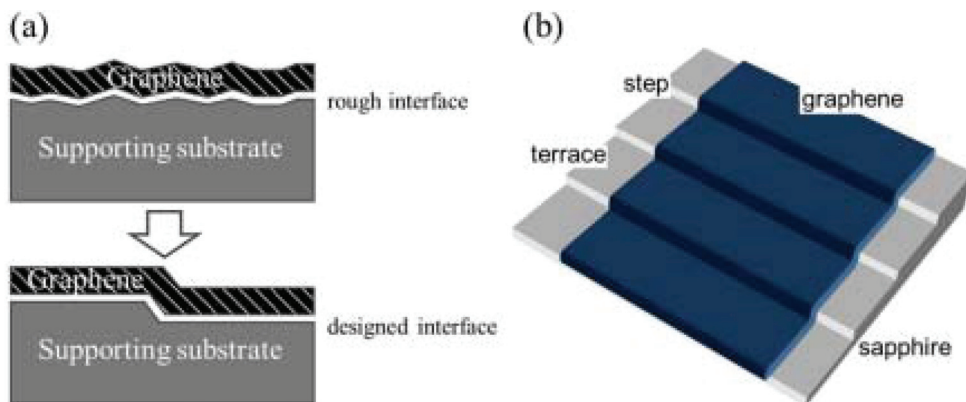 (a)
Graphene
rough interface
Supporting substrate
Graphene
designed interface
Supporting substrate
(b)
step
graphene
terrace
sapphire